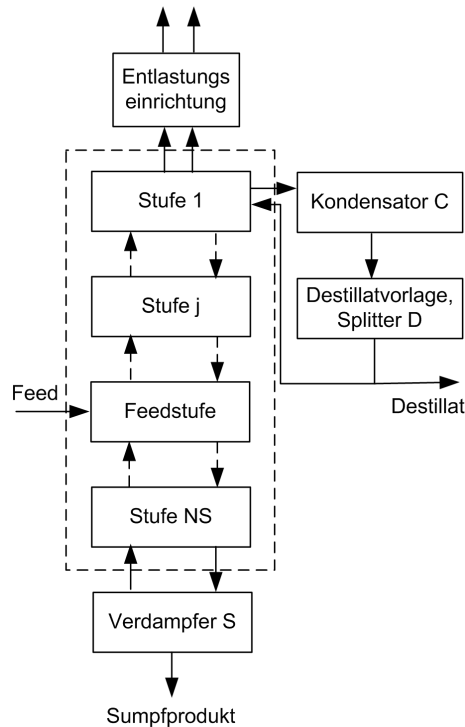 Entlastungs
einrichtung
Stufe 1
Kondensator C
Stufe j
Destillatvorlage,
Splitter D
Feed
Feedstufe
Destillat
Stufe NS
Verdampfer S
Sumpfprodukt